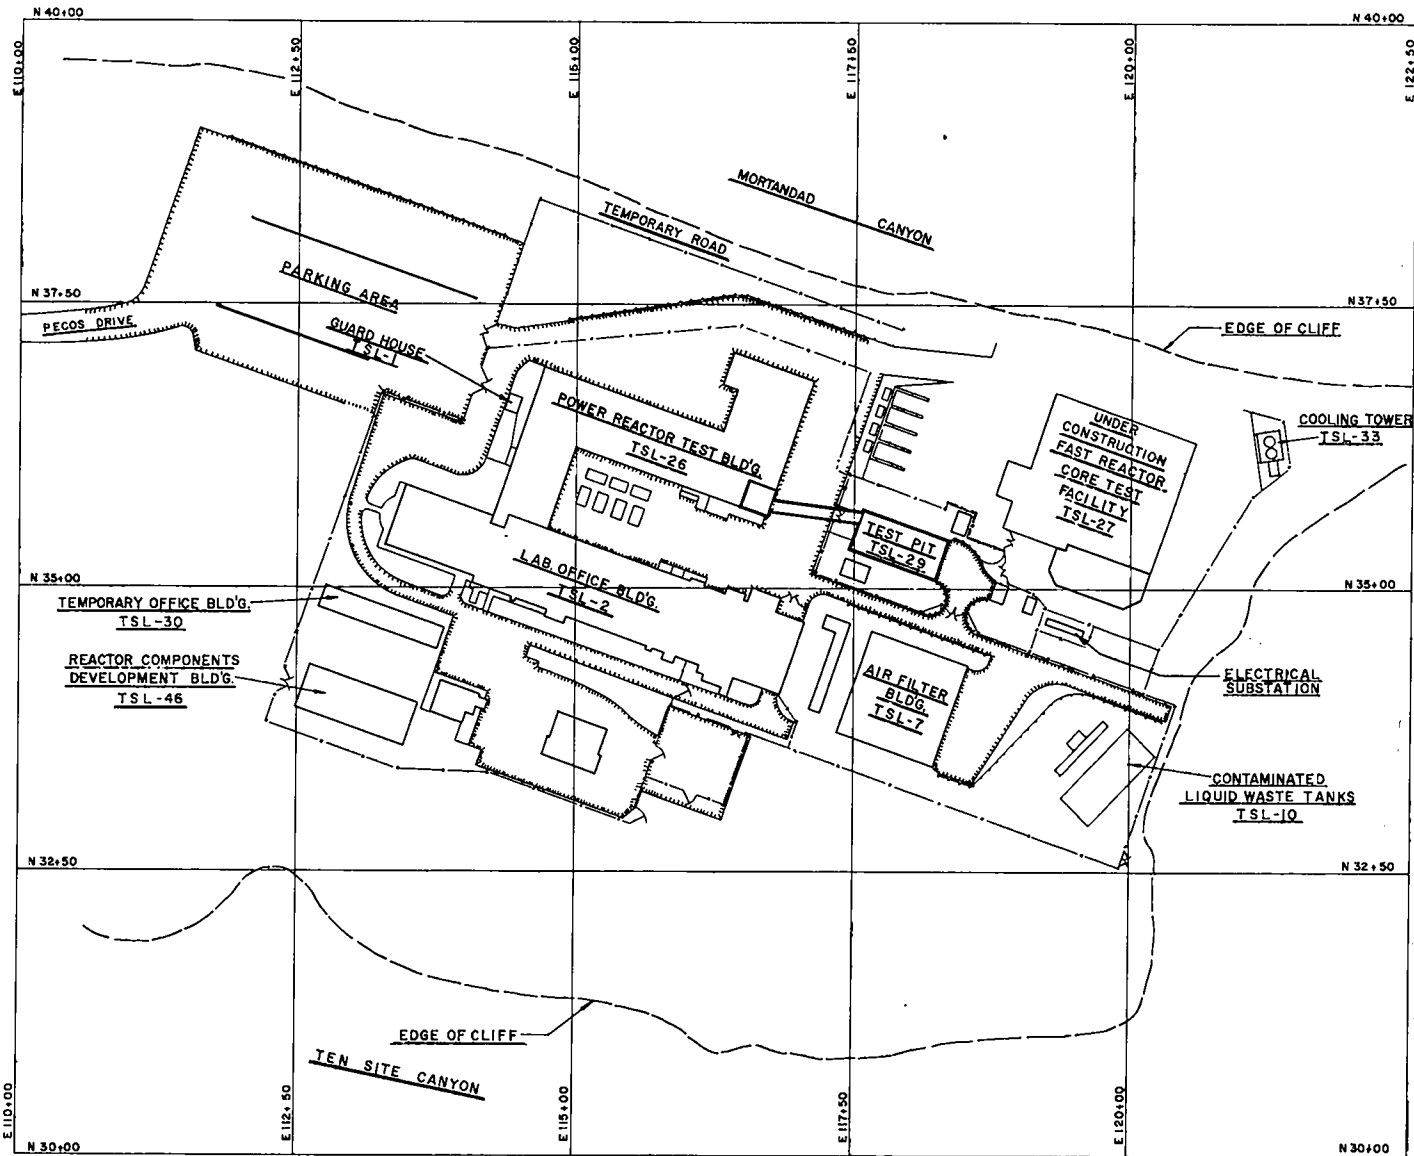 N 40+00
N 40+00
E 110+00
E 112+50
E 115+00
E 117+50
E 120+00
E 122+50
MORTANDAD CANYON
TEMPORARY ROAD
PARKING AREA
N 37+50
N 37+50
PECOS DRIVE
GUARD HOUSE
TSL-1
EDGE OF CLIFF
POWER REACTOR TEST BLD'G.
TSL-26
UNDER
CONSTRUCTION
FAST REACTOR
CORE TEST
FACILITY
TSL-27
COOLING TOWER
TSL-33
TEST PIT
TSL-29
LAB. OFFICE BLD'G.
TSL-2
N 35+00
N 35+00
TEMPORARY OFFICE BLD'G.
TSL-30
REACTOR COMPONENTS
DEVELOPMENT BLD'G.
TSL-46
AIR FILTER
BLDG.
TSL-7
ELECTRICAL
SUBSTATION
CONTAMINATED
LIQUID WASTE TANKS
TSL-10
N 32+50
N 32+50
EDGE OF CLIFF
TEN SITE CANYON
E 110+00
E 112+50
E 115+00
E 117+50
E 120+00
N 30+00
N 30+00